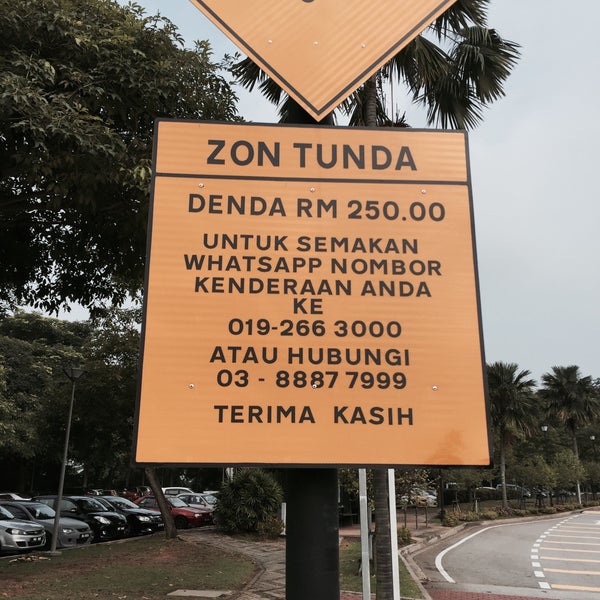 ZON TUNDA
DENDA RM 250.00
UNTUK SEMAKAN
WHATSAPP NOMBOR
KENDERAAN ANDA
KE
019-266 3000
ATAU HUBUNGI
03 - 8887 7999
TERIMA KASIH